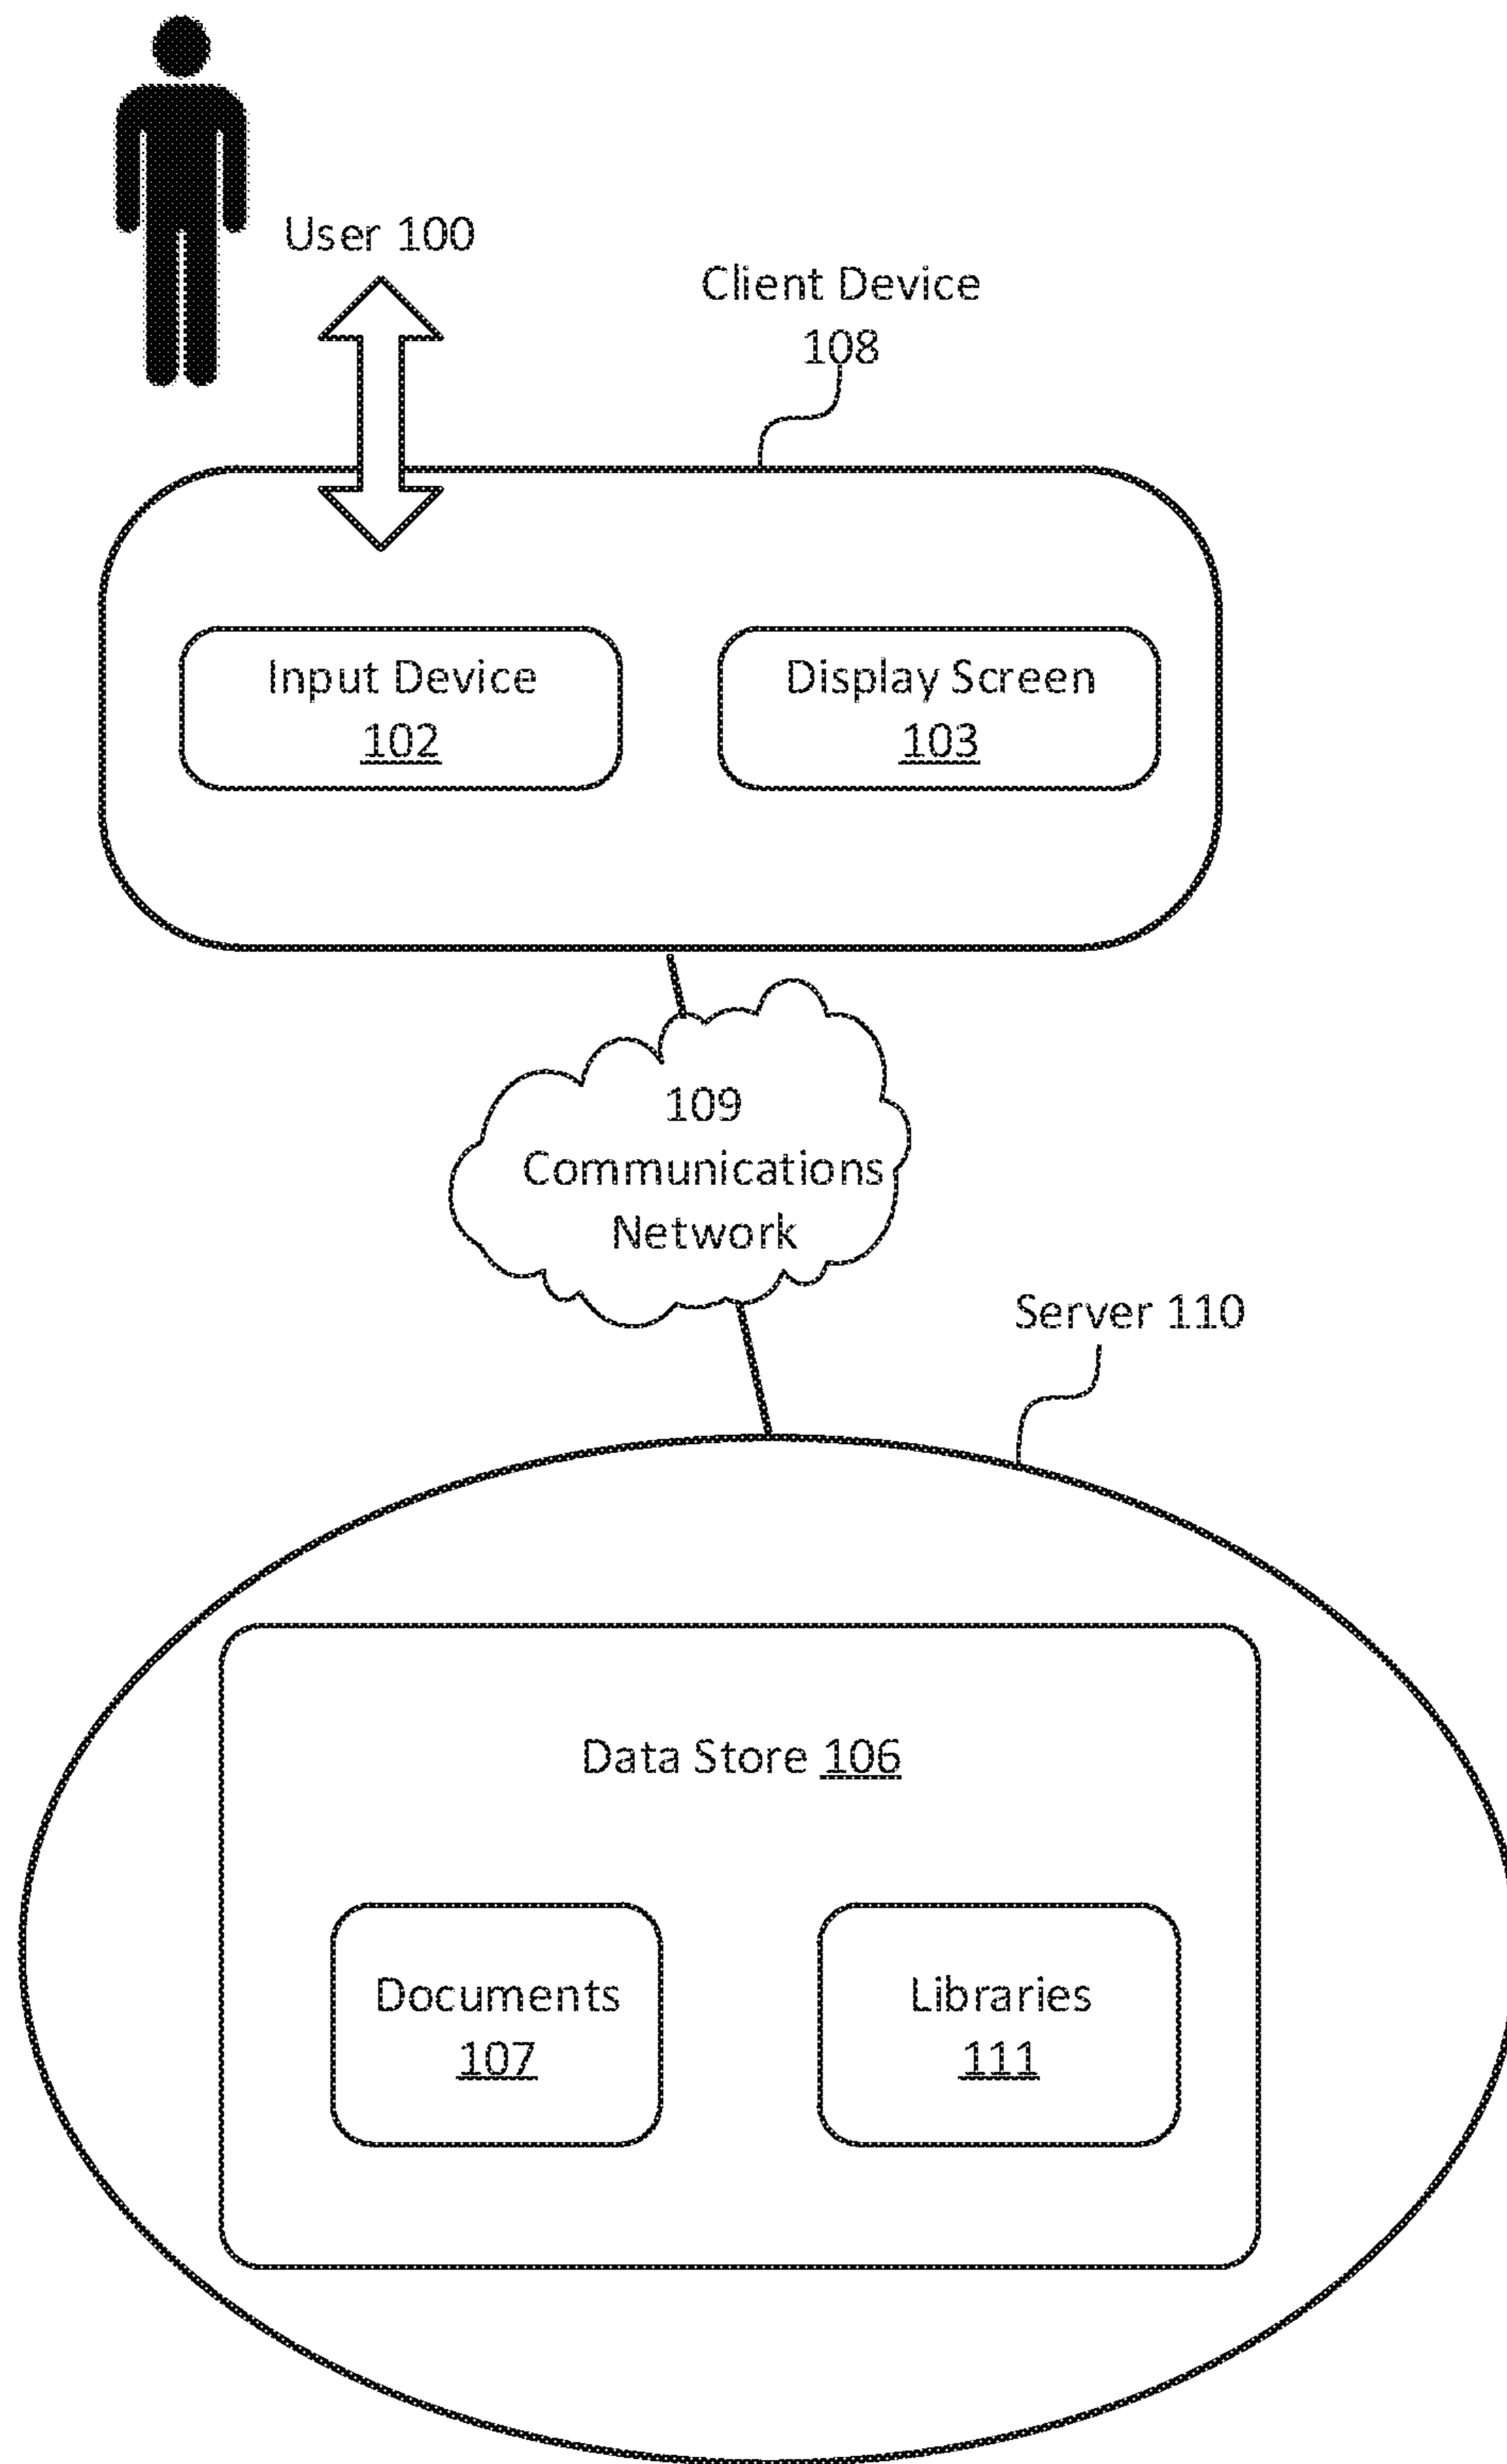 User 100
Client Device
108
Input Device
102
Display Screen
103
109
Communications
Network
Server 110
Data Store 106
Documents
107
Libraries
111